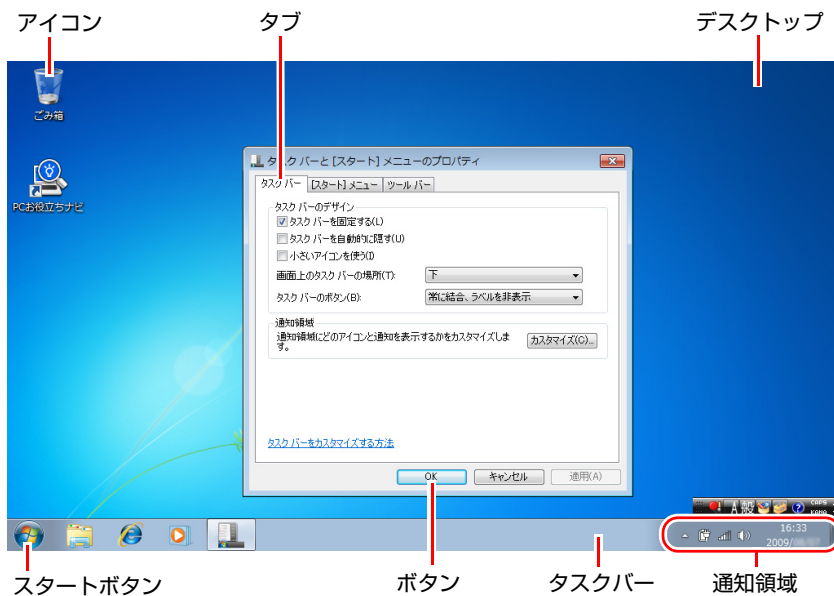 アイコン
タブ
デスクトップ
ごみ箱
PCお役立ちナビ
タスク バーと [スタート] メニューのプロパティ
タスク バー
[スタート] メニュー
ツール バー
タスク バーのデザイン
タスク バーを固定する(L)
タスク バーを自動的に隠す(U)
小さいアイコンを使う(I)
画面上のタスク バーの場所(T):
下
タスク バーのボタン(B):
常に結合、ラベルを非表示
通知領域
通知領域にどのアイコンと通知を表示するかをカスタマイズしま
す。
カスタマイズ(C)...
タスク バーをカスタマイズする方法
OK
キャンセル
適用(A)
A 般
CAPS
KANA
16:33
2009/
スタートボタン
ボタン
タスクバー
通知領域